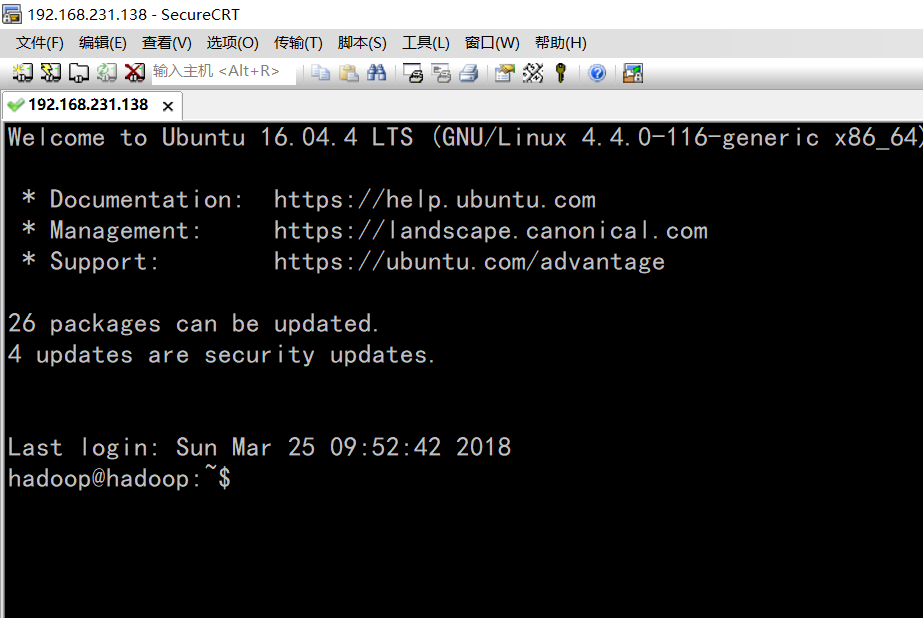 192.168.231.138 - SecureCRT
文件(F) 编辑(E) 查看(V) 选项(O) 传输(T) 脚本(S) 工具(L) 窗口(W) 帮助(H)
输入主机 <Alt+R>
192.168.231.138
Welcome to Ubuntu 16.04.4 LTS (GNU/Linux 4.4.0-116-generic x86_64)
* Documentation: https://help.ubuntu.com
* Management: https://landscape.canonical.com
* Support: https://ubuntu.com/advantage
26 packages can be updated.
4 updates are security updates.
Last login: Sun Mar 25 09:52:42 2018
hadoop@hadoop:~$